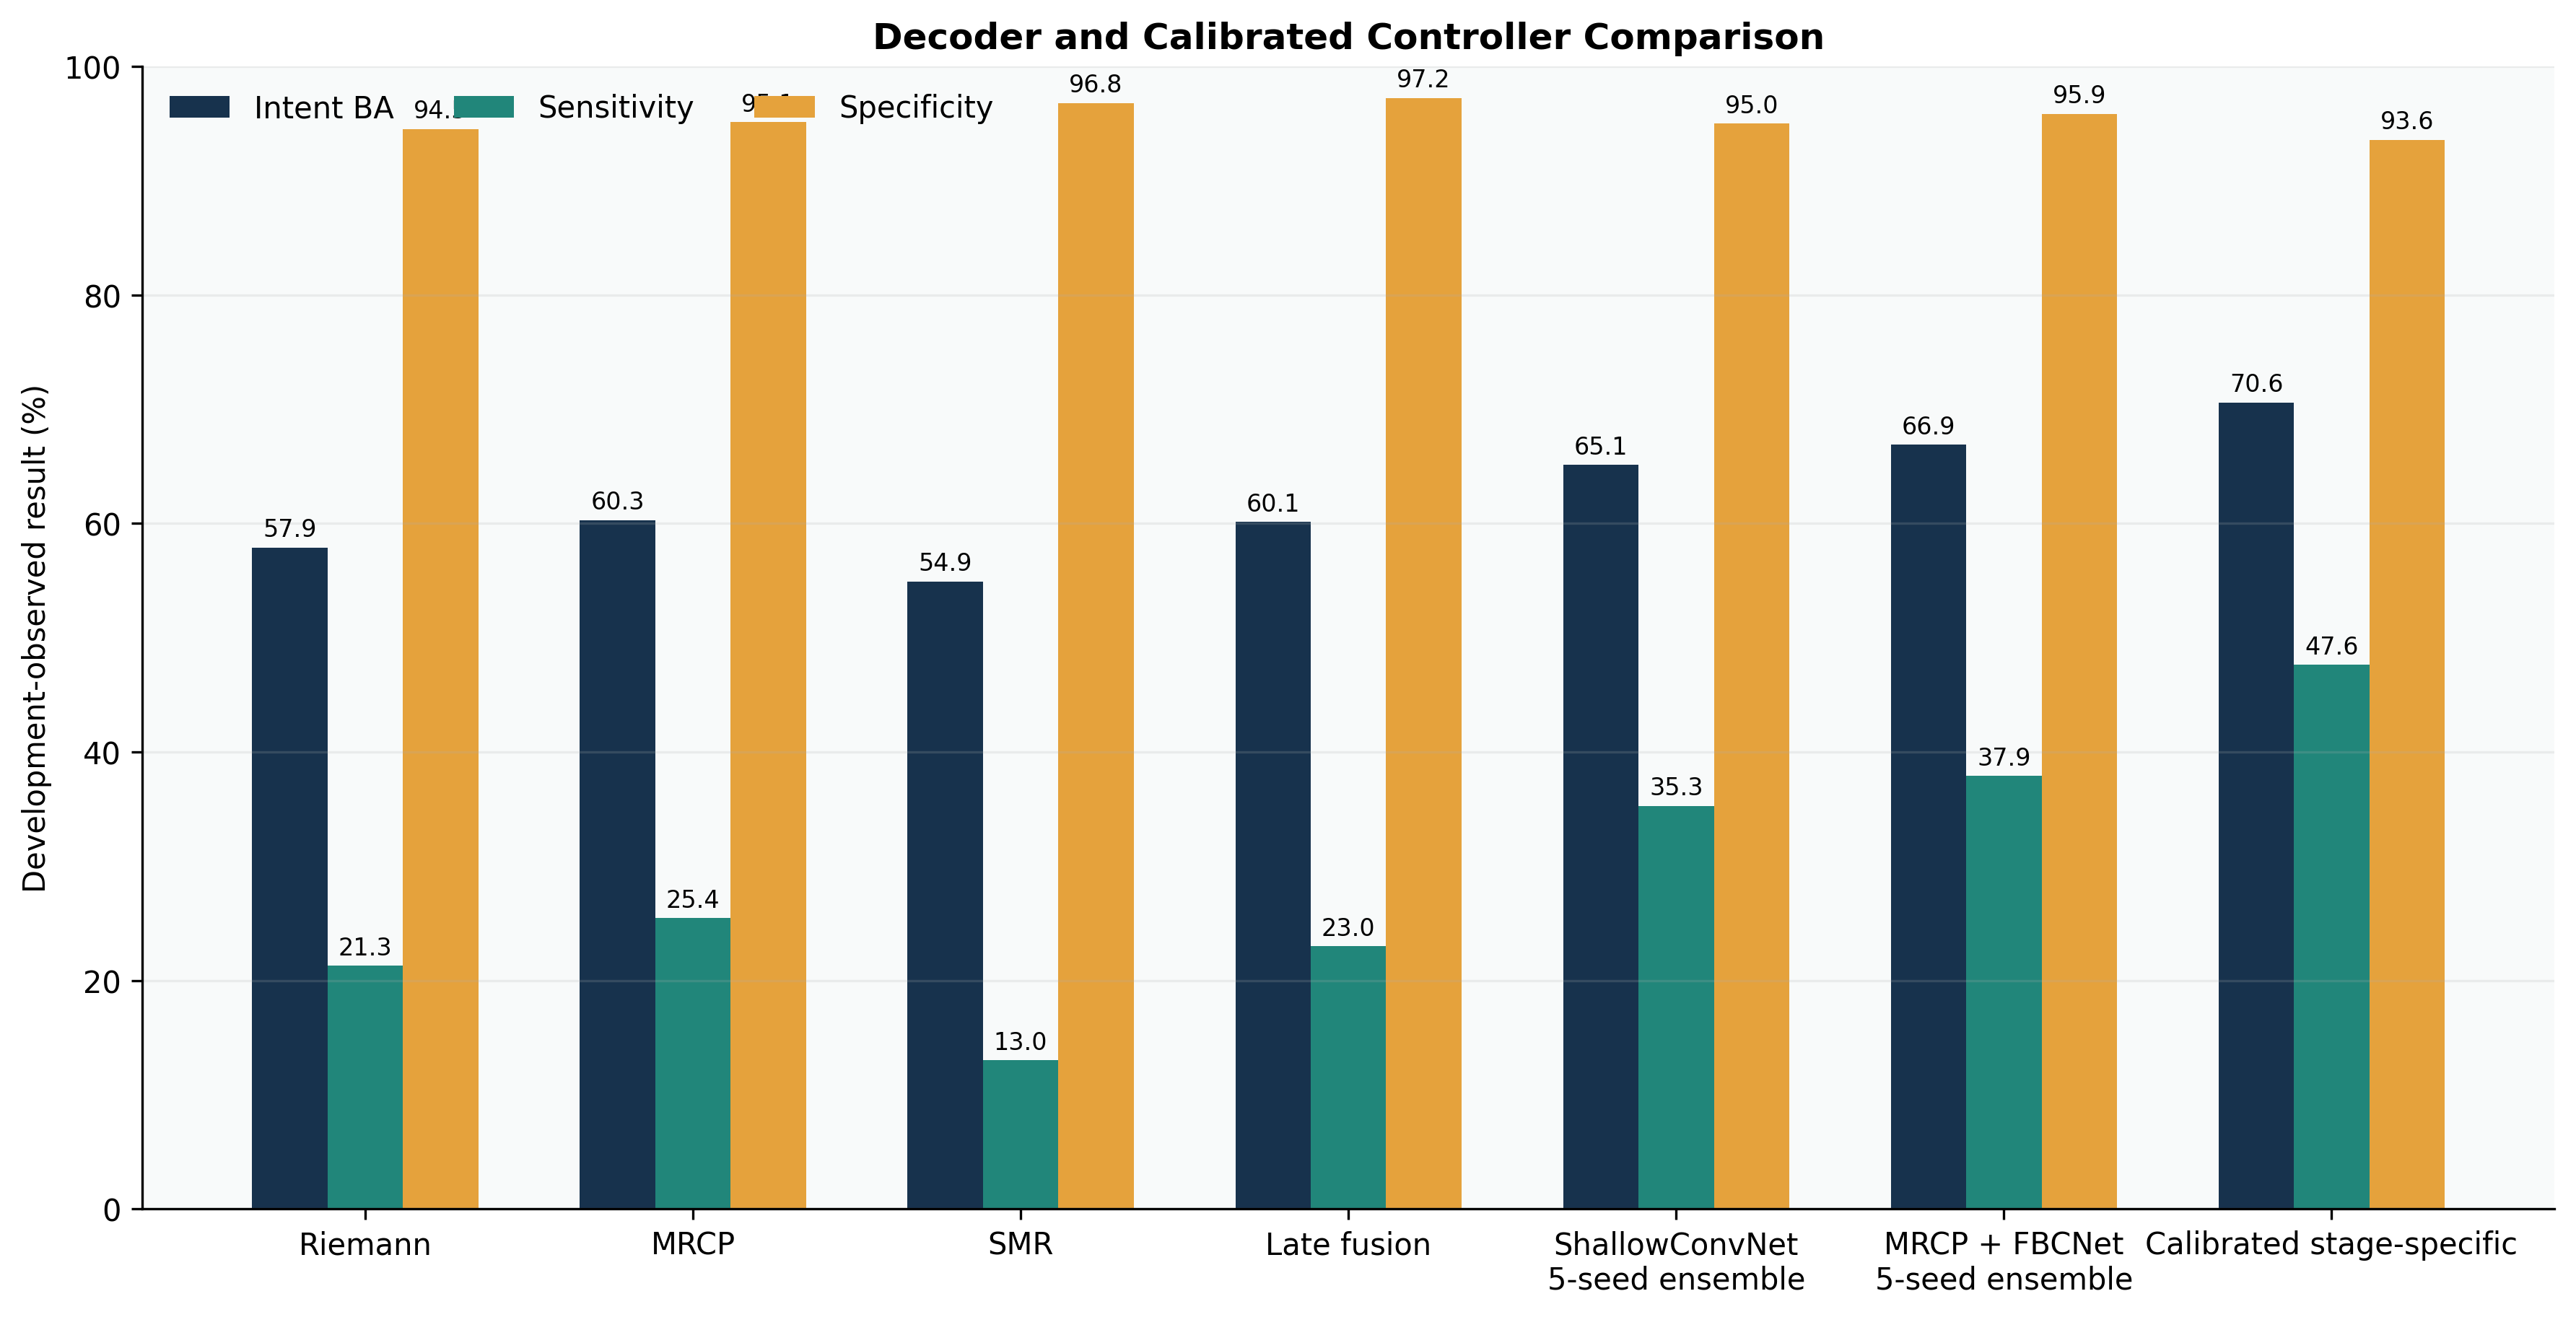 Decoder and Calibrated Controller Comparison
Development-observed result (%)
100
80
60
40
20
0
Intent BA
Sensitivity
Specificity
57.9
21.3
60.3
25.4
54.9
13.0
96.8
60.1
23.0
97.2
65.1
35.3
95.0
66.9
37.9
95.9
70.6
47.6
93.6
Riemann
MRCP
SMR
Late fusion
ShallowConvNet
5-seed ensemble
MRCP + FBCNet
5-seed ensemble
Calibrated stage-specific